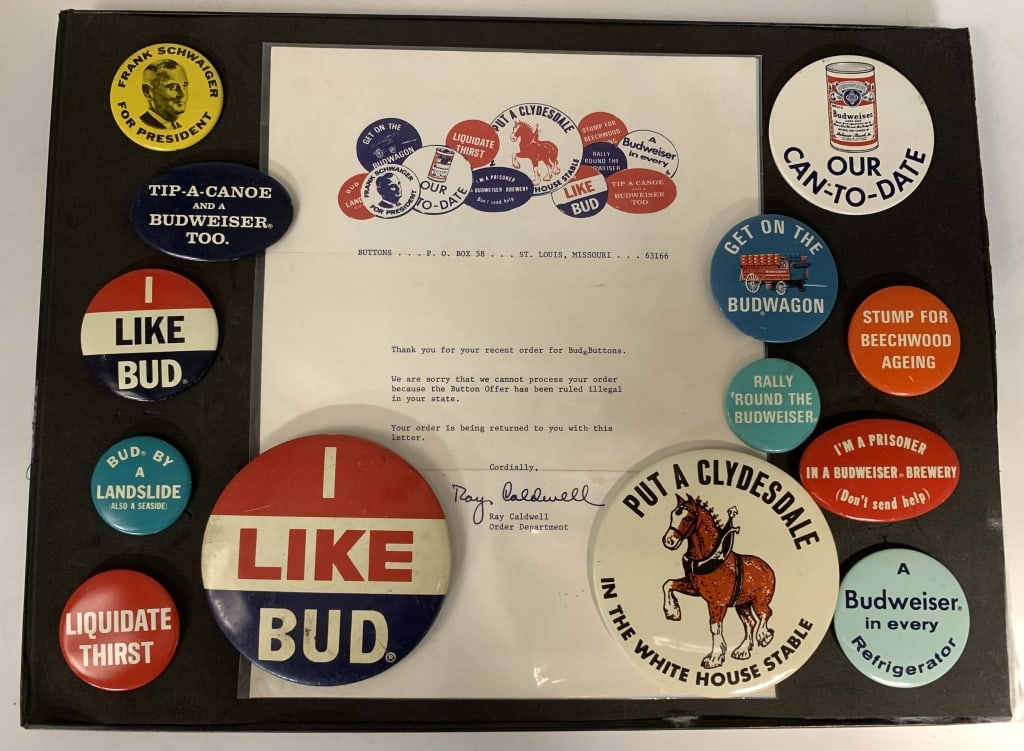 FRANK SCHWAIGER
FOR PRESIDENT
TIP-A-CANOE
AND A
BUDWEISER®
TOO.
I
LIKE
BUD®
BUD® BY
A
LANDSLIDE
(ALSO A SEASIDE)
LIQUIDATE
THIRST
I
LIKE
BUD®
GET ON THE
BUDWAGON
LIQUIDATE
THIRST
PUT A CLYDESDALE
HOUSE STABLE
STUMP FOR
BEECHWOOD
A
Budweiser
in every
RALLY
'ROUND THE
BUDWEISER
BUD
LAND
FRANK SCHWAIGER
FOR PRESIDENT
OUR
TO-DATE
I'M A PRISONER
BUDWEISER BREWERY
Don't send help)
I
LIKE
BUD
TIP-A-CANOE
BUDWEISER
TOO.
BUTTONS . . . P. O. BOX 58 . . . ST. LOUIS, MISSOURI . . . 63166
Thank you for your recent order for Bud®Buttons.
We are sorry that we cannot process your order
because the Button Offer has been ruled illegal
in your state.
Your order is being returned to you with this
letter.
Cordially,
Ray Caldwell
Ray Caldwell
Order Department
PUT A CLYDESDALE
IN THE WHITE HOUSE STABLE
Budweiser
OUR
CAN-TO-DATE
GET ON THE
BUDWAGON
STUMP FOR
BEECHWOOD
AGEING
RALLY
'ROUND THE
BUDWEISER®
I'M A PRISONER
IN A BUDWEISER® BREWERY
(Don't send help)
A
Budweiser®
in every
Refrigerator